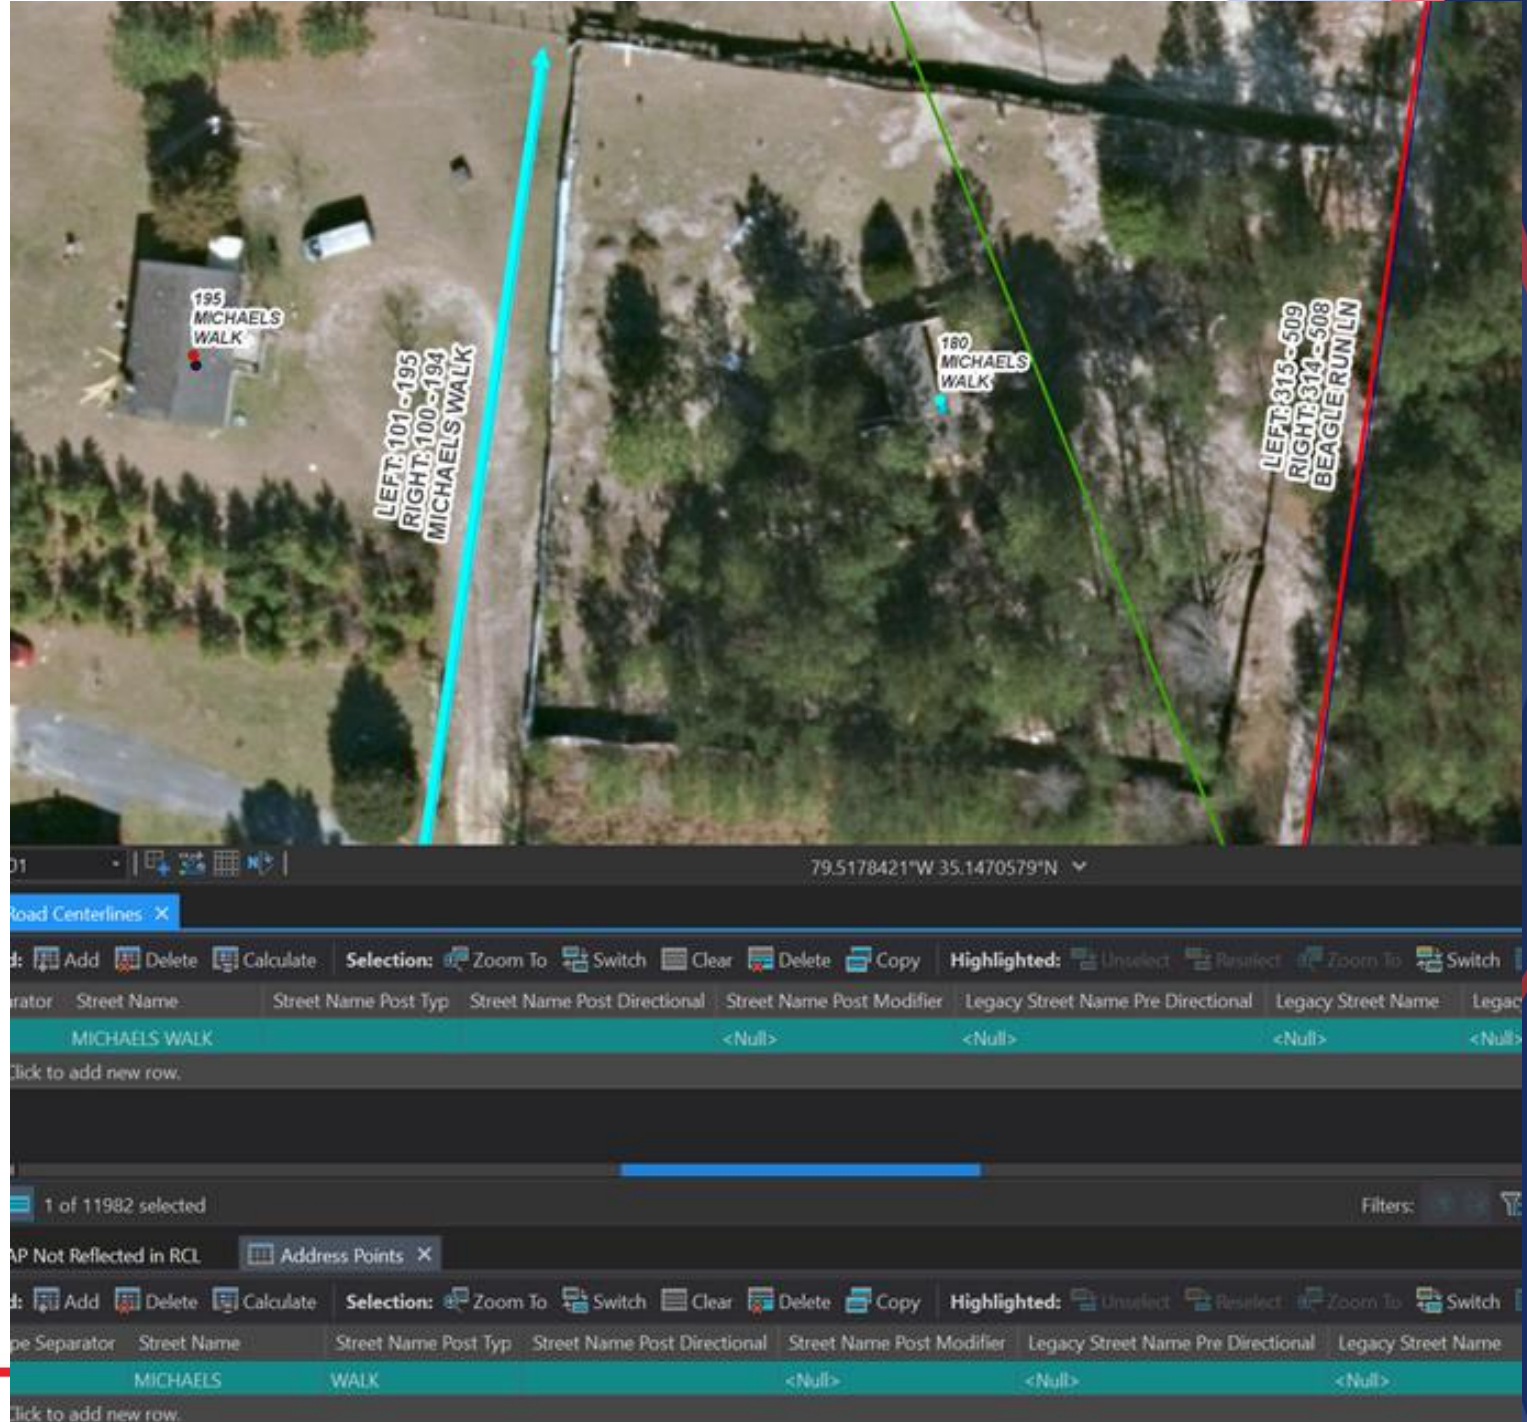 195
MICHAELS
WALK
LEFT: 101 - 195
RIGHT: 100 - 194
MICHAELS WALK
180
MICHAELS
WALK
LEFT: 315 - 509
RIGHT: 314 - 508
BEAGLE RUN LN
01
79.5178421°W 35.1470579°N
Road Centerlines
d: Add Delete Calculate Selection: Zoom To Switch Clear Delete Copy Highlighted: Unselect Reselect Zoom To Switch
arator Street Name Street Name Post Typ Street Name Post Directional Street Name Post Modifier Legacy Street Name Pre Directional Legacy Street Name Legac
MICHAELS WALK <Null> <Null> <Null> <Null>
Click to add new row.
1 of 11982 selected Filters:
AP Not Reflected in RCL Address Points
d: Add Delete Calculate Selection: Zoom To Switch Clear Delete Copy Highlighted: Unselect Reselect Zoom To Switch
pe Separator Street Name Street Name Post Typ Street Name Post Directional Street Name Post Modifier Legacy Street Name Pre Directional Legacy Street Name
MICHAELS WALK <Null> <Null> <Null>
Click to add new row.